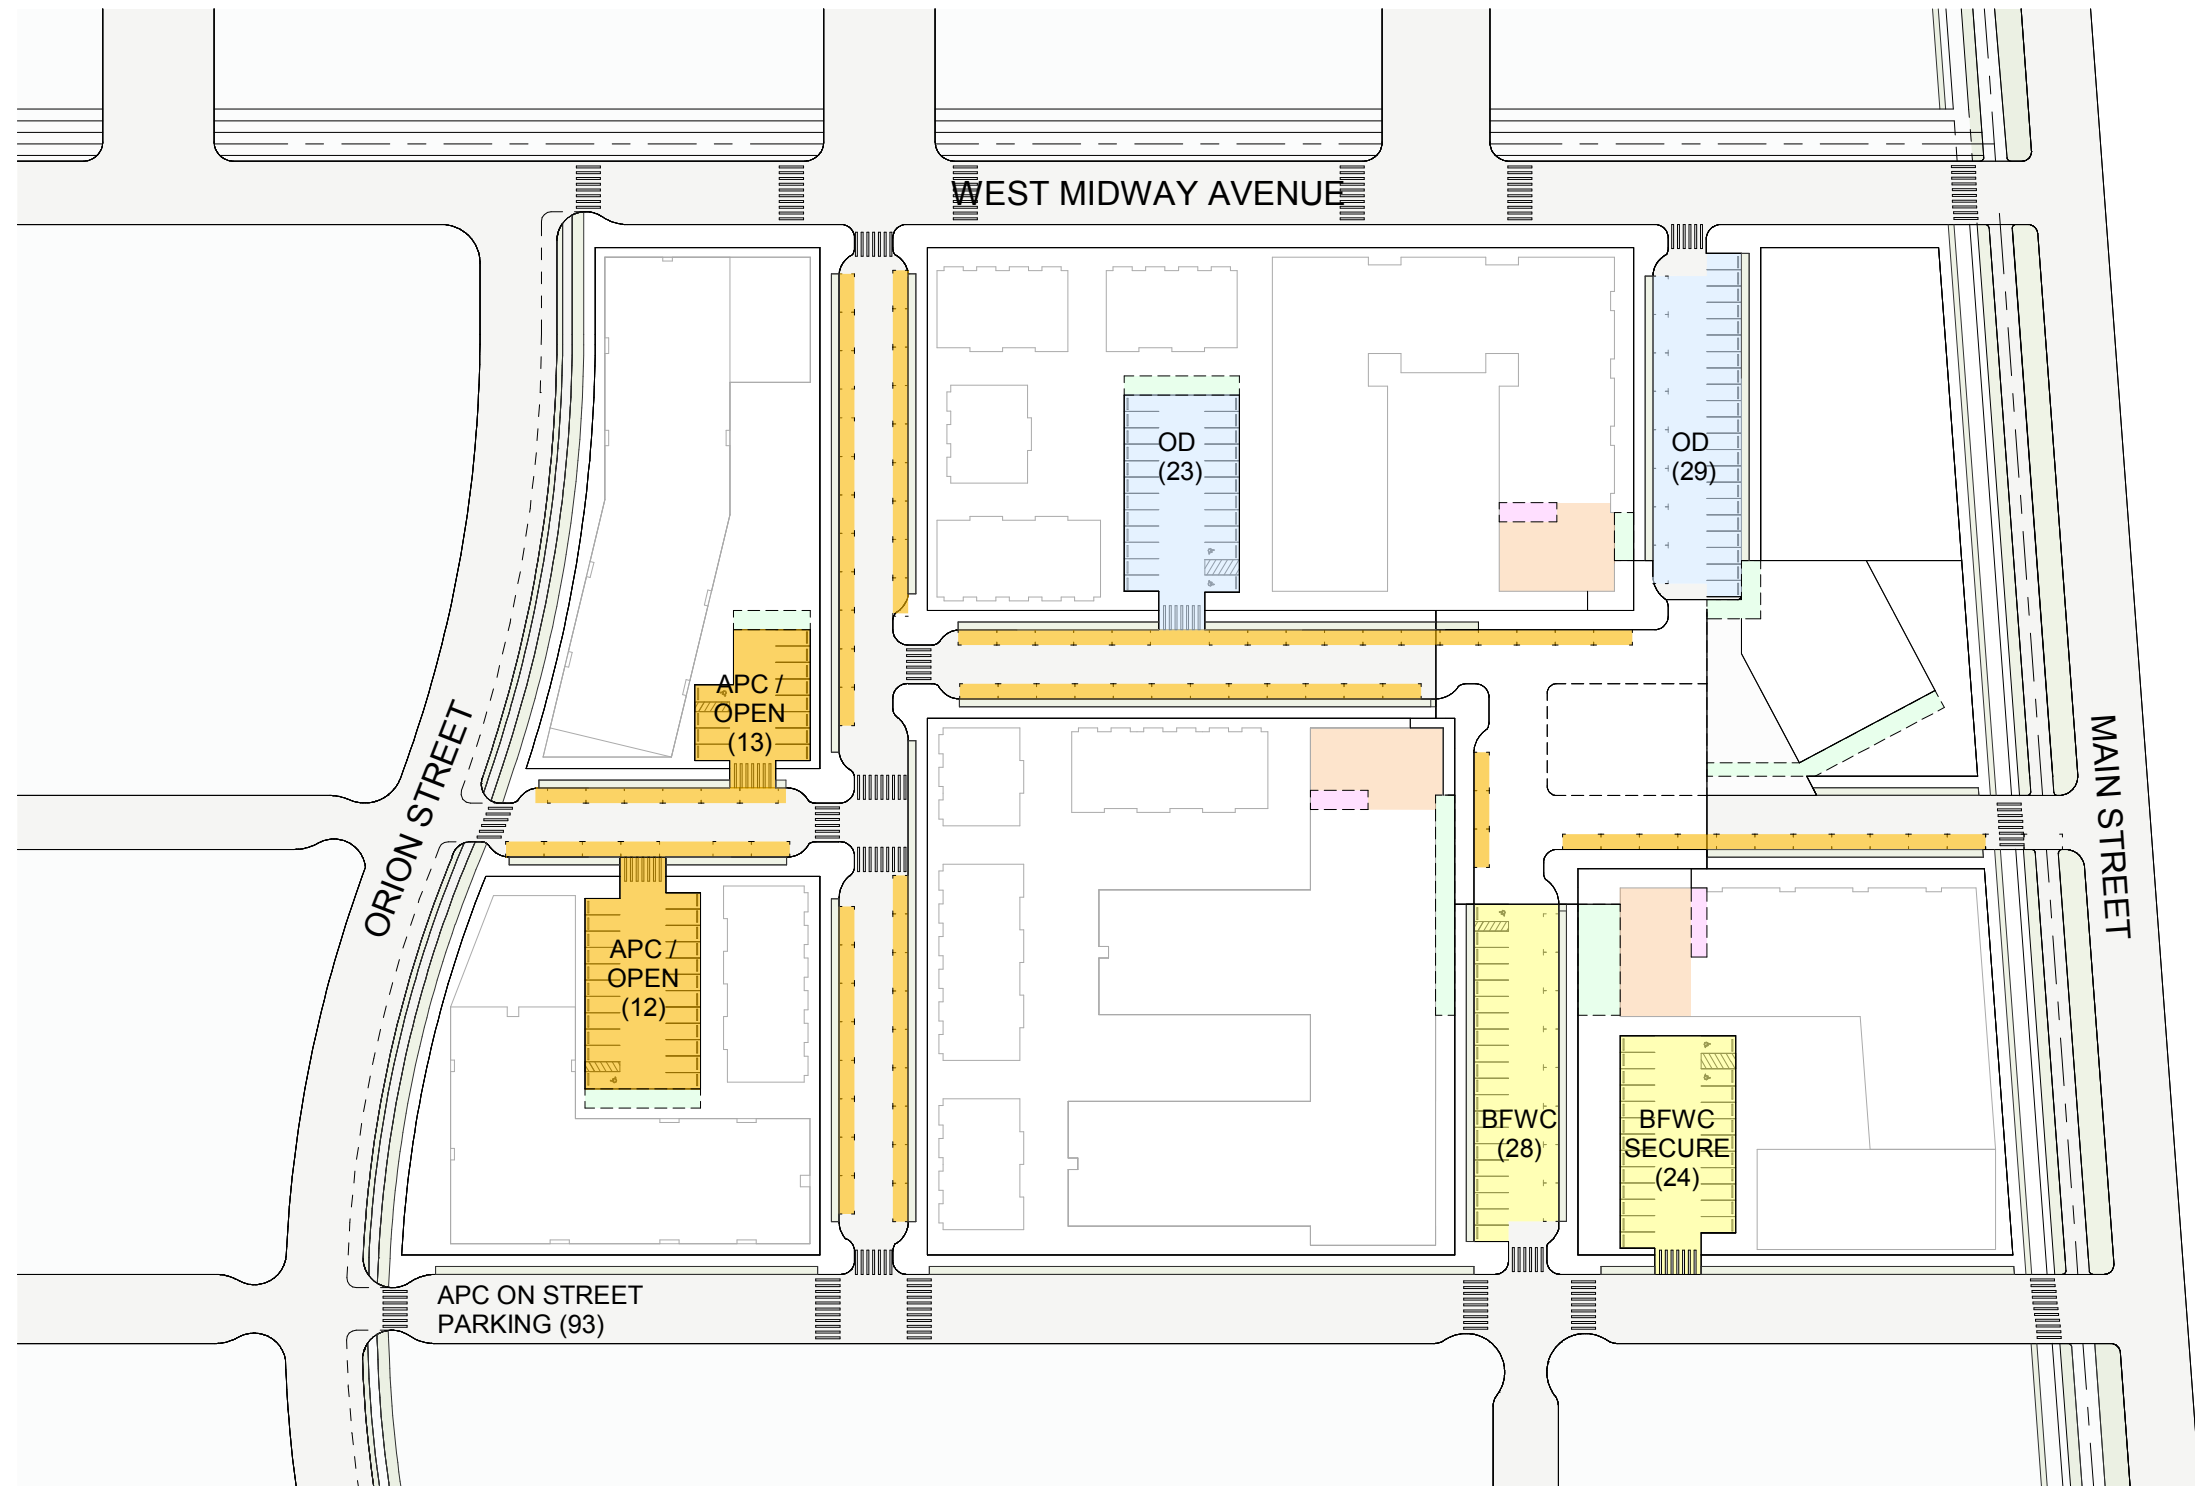 WEST MIDWAY AVENUE
OD
(23)
OD
(29)
APC /
OPEN
(13)
ORION STREET
MAIN STREET
APC /
OPEN
(12)
BFWC
(28)
BFWC
SECURE
(24)
APC ON STREET
PARKING (93)